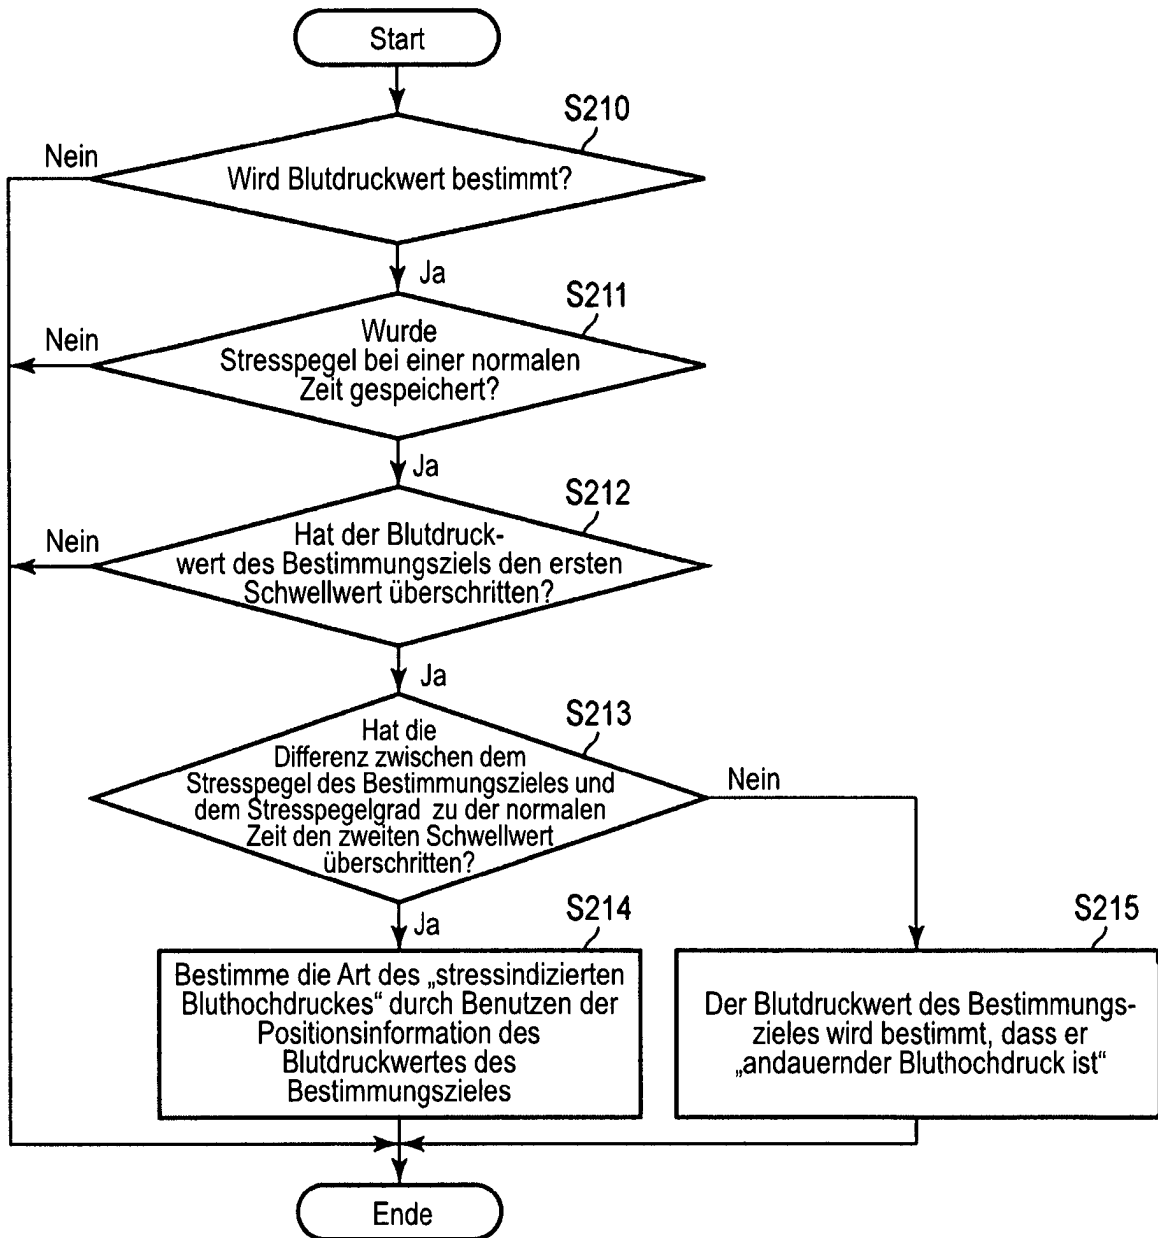 Start
S210
Nein
Wird Blutdruckwert bestimmt?
Ja
S211
Nein
Wurde
Stresspegel bei einer normalen
Zeit gespeichert?
Ja
S212
Nein
Hat der Blutdruck-
wert des Bestimmungsziels den ersten
Schwellwert überschritten?
Ja
S213
Hat die
Differenz zwischen dem
Stresspegel des Bestimmungszieles und
dem Stresspegelgrad zu der normalen
Zeit den zweiten Schwellwert
überschritten?
Nein
Ja
S214
Bestimme die Art des „stressindizierten
Bluthochdruckes“ durch Benutzen der
Positionsinformation des
Blutdruckwertes des
Bestimmungszieles
S215
Der Blutdruckwert des Bestimmungs-
zieles wird bestimmt, dass er
„andauernder Bluthochdruck ist“
Ende